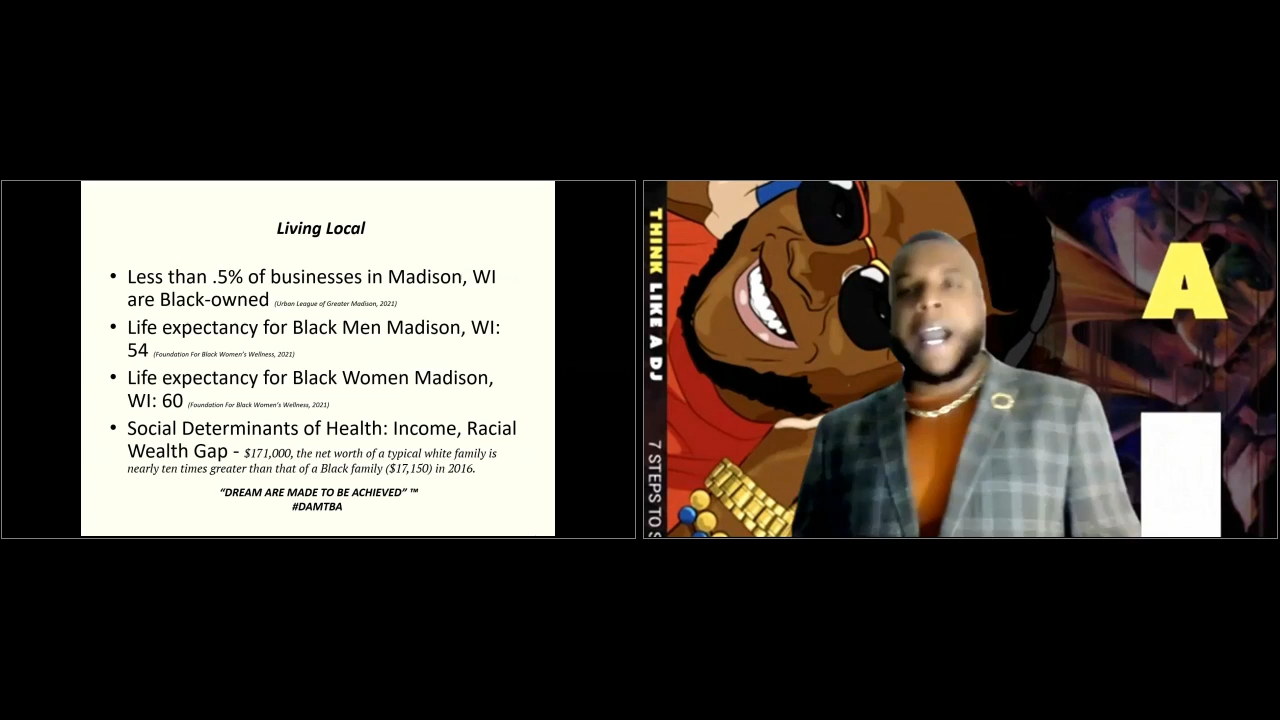 Living Local
• Less than .5% of businesses in Madison, WI
are Black-owned (Urban League of Greater Madison, 2021)
• Life expectancy for Black Men Madison, WI:
54 (Foundation For Black Women's Wellness, 2021)
• Life expectancy for Black Women Madison,
WI: 60 (Foundation For Black Women's Wellness, 2021)
• Social Determinants of Health: Income, Racial
Wealth Gap - $171,000, the net worth of a typical white family is
nearly ten times greater than that of a Black family ($17,150) in 2016.
“DREAM ARE MADE TO BE ACHIEVED” ™
#DAMTBA
THINK LIKE A DJ
7 STEPS TO S
A